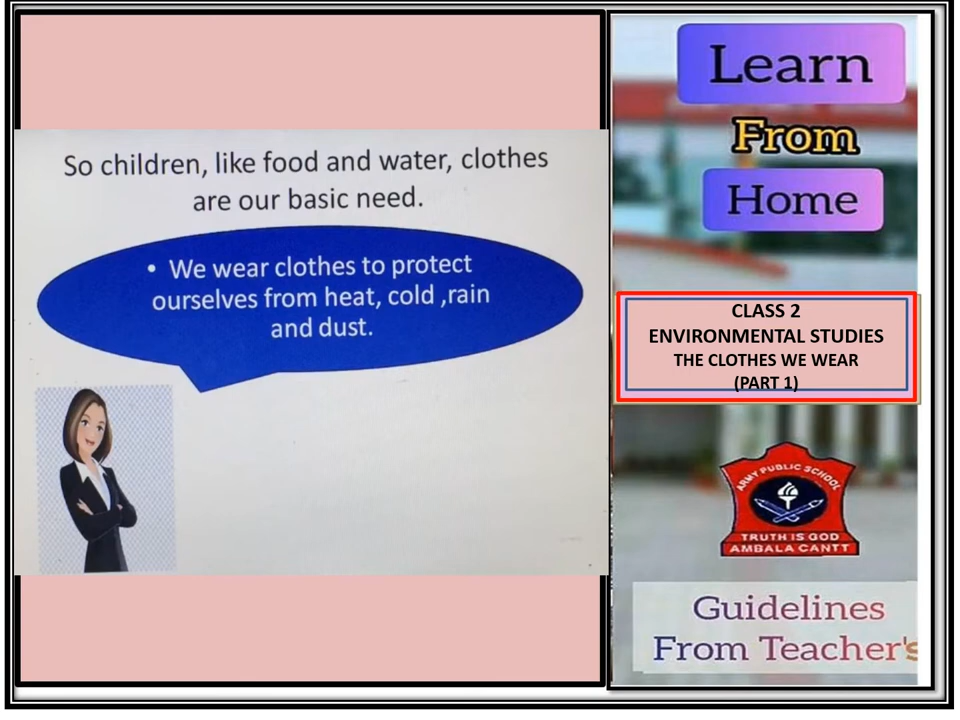 So children, like food and water, clothes
are our basic need.
• We wear clothes to protect
ourselves from heat, cold ,rain
and dust.
Learn
From
Home
CLASS 2
ENVIRONMENTAL STUDIES
THE CLOTHES WE WEAR
(PART 1)
ARMY PUBLIC SCHOOL
TRUTH IS GOD
AMBALA CANTT
Guidelines
From Teacher's